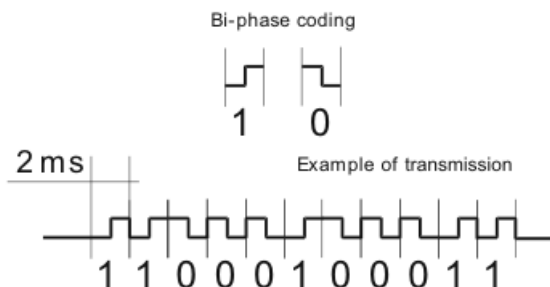 Bi-phase coding
1 0
2 ms
Example of transmission
1 1 0 0 0 1 0 0 0 1 1